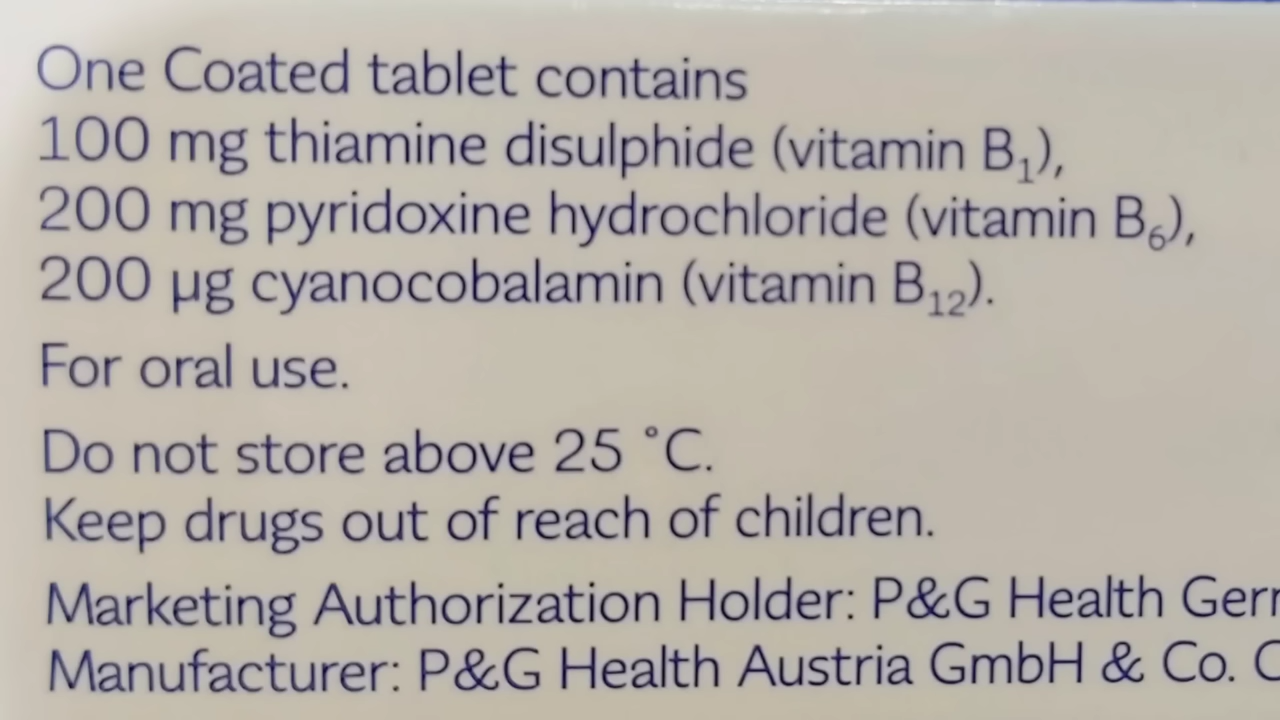 One Coated tablet contains
100 mg thiamine disulphide (vitamin B₁),
200 mg pyridoxine hydrochloride (vitamin B₆),
200 µg cyanocobalamin (vitamin B₁₂).
For oral use.
Do not store above 25 °C.
Keep drugs out of reach of children.
Marketing Authorization Holder: P&G Health
Manufacturer: P&G Health Austria GmbH & Co.